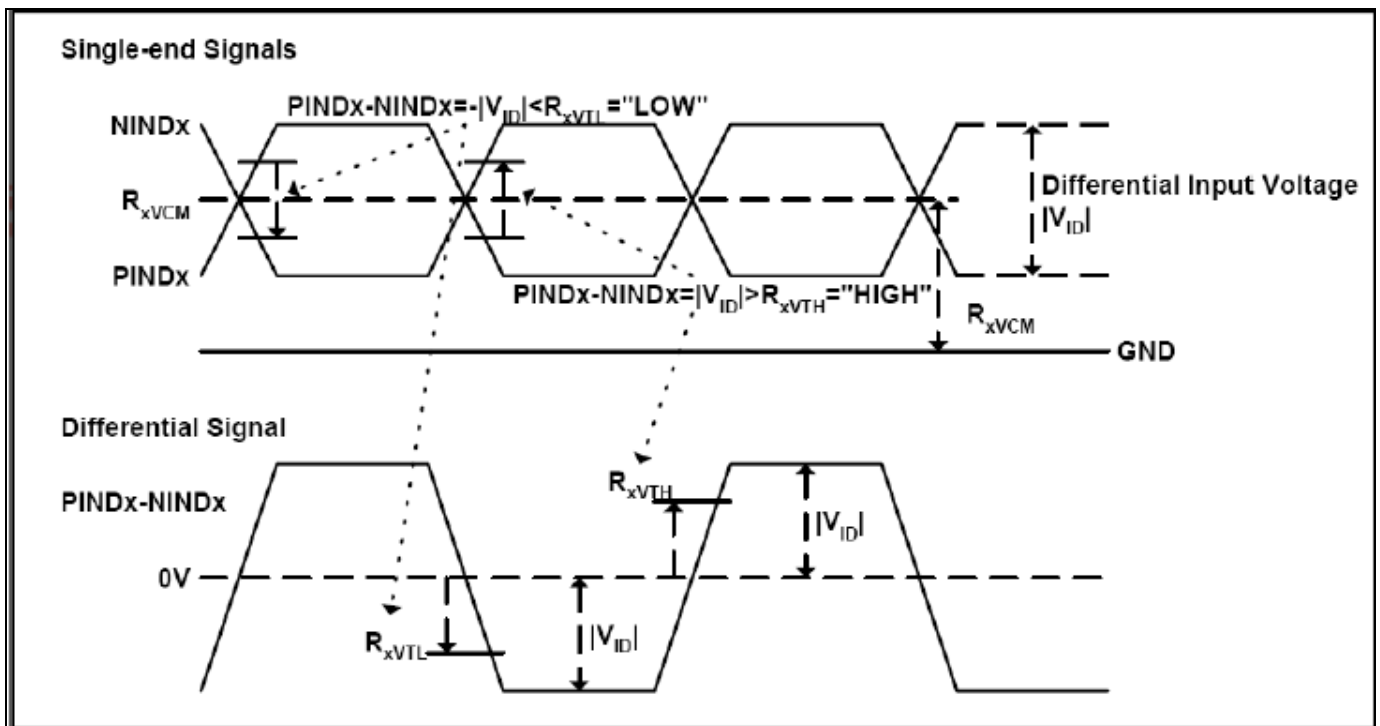 Single-end Signals
PINDx-NINDx=-|VID|<RxVTL="LOW"
NINDx
RxVCM
Differential Input Voltage
|VID|
PINDx
PINDx-NINDx=|VID|>RxVTH="HIGH"
RxVCM
GND
Differential Signal
RxVTH
PINDx-NINDx
|VID|
0V
RxVTL
|VID|